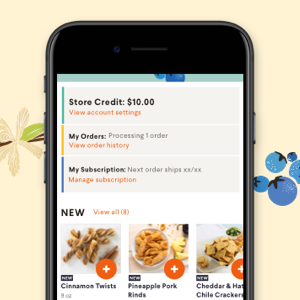 Store Credit: $10.00
View account settings
My Orders: Processing 1 order
View order history
My Subscription: Next order ships xx/xx
Manage subscription
NEW View all (8)
NEW NEW NEW
Cinnamon Twists Pineapple Pork Cheddar & Hat
9 oz Rinds Chile Crackers